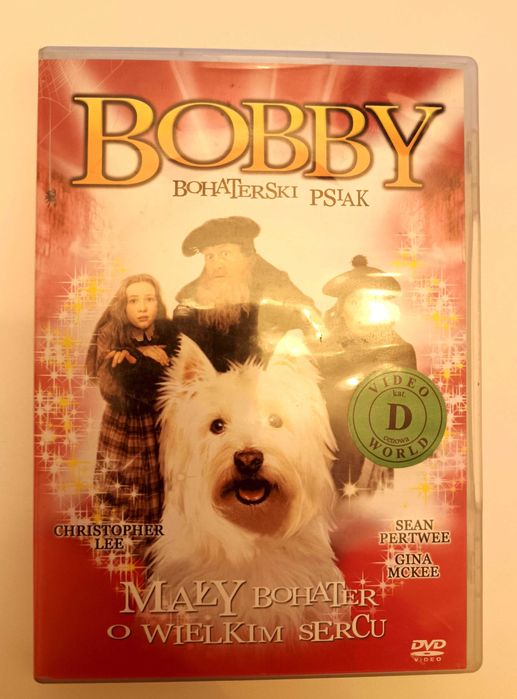 BOBBY
BOHATERSKI PSIAK
VIDEO
kat.
D
cenowa
WORLD
CHRISTOPHER
LEE
SEAN
PERTWEE
GINA
MCKEE
MAŁY BOHATER
O WIELKIM SERCU
DVD
VIDEO